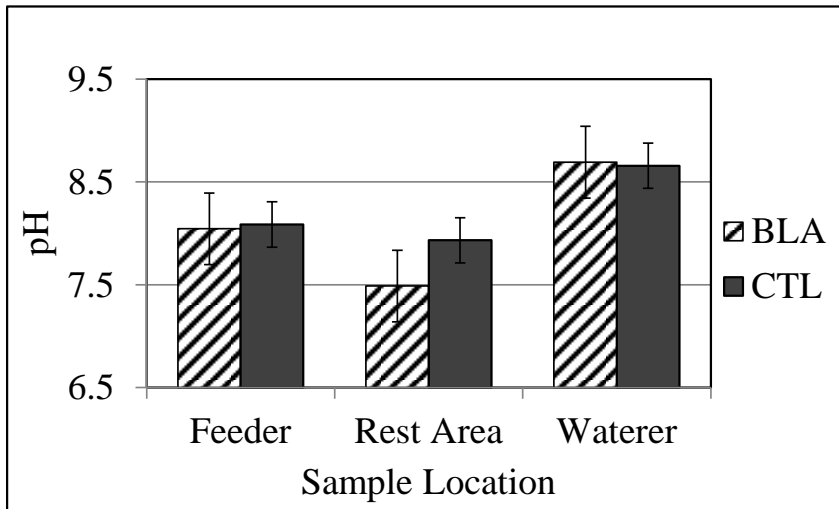 9.5
8.5
7.5
6.5
pH
Feeder Rest Area Waterer
Sample Location
BLA
CTL